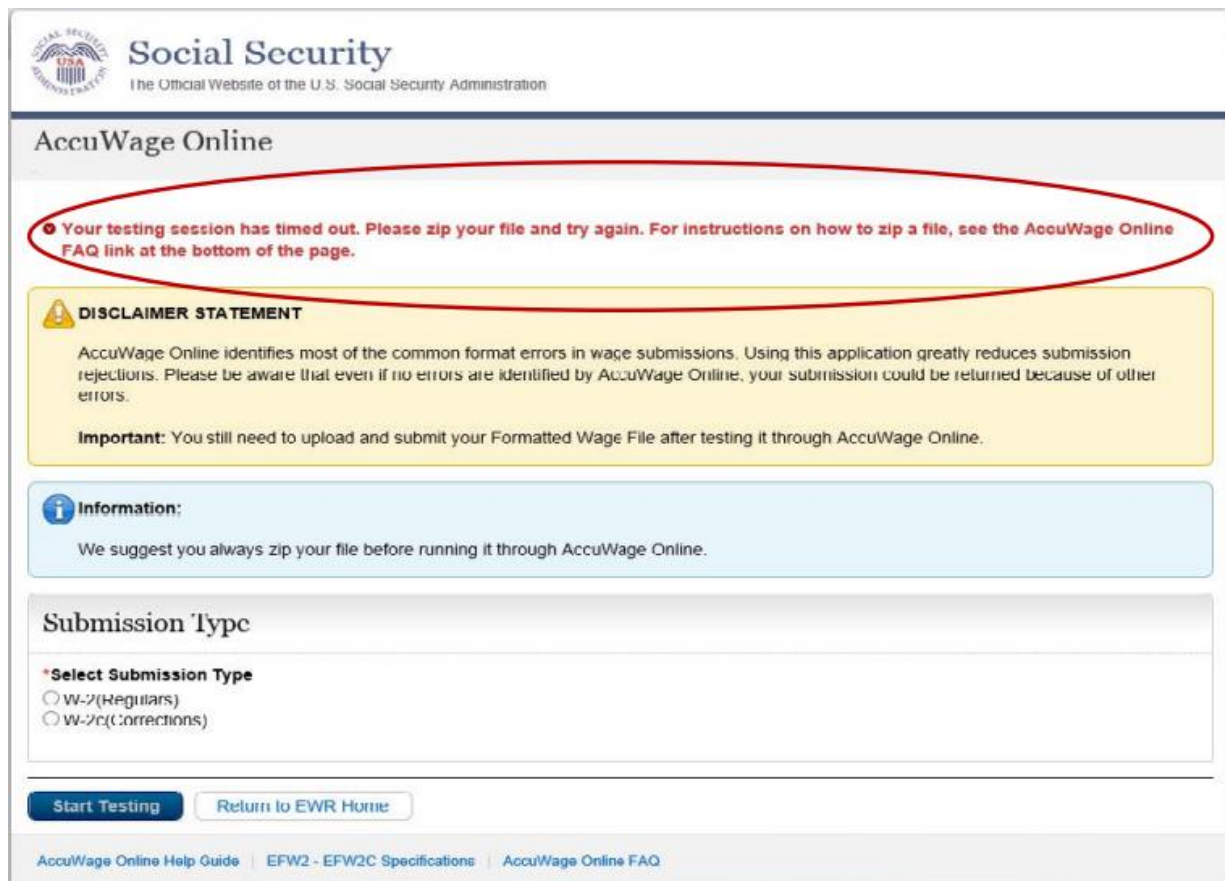 SOCIAL SECURITY
USA
ADMINISTRATION
Social Security
The Official Website of the U.S. Social Security Administration
AccuWage Online
Your testing session has timed out. Please zip your file and try again. For instructions on how to zip a file, see the AccuWage Online
FAQ link at the bottom of the page.
DISCLAIMER STATEMENT
AccuWage Online identifies most of the common format errors in wage submissions. Using this application greatly reduces submission
rejections. Please be aware that even if no errors are identified by AccuWage Online, your submission could be returned because of other
errors.
Important: You still need to upload and submit your Formatted Wage File after testing it through AccuWage Online.
Information:
We suggest you always zip your file before running it through AccuWage Online.
Submission Type
*Select Submission Type
W-2(Regulars)
W-2c(Corrections)
Start Testing Return to EWR Home
AccuWage Online Help Guide | EFW2 - EFW2C Specifications | AccuWage Online FAQ